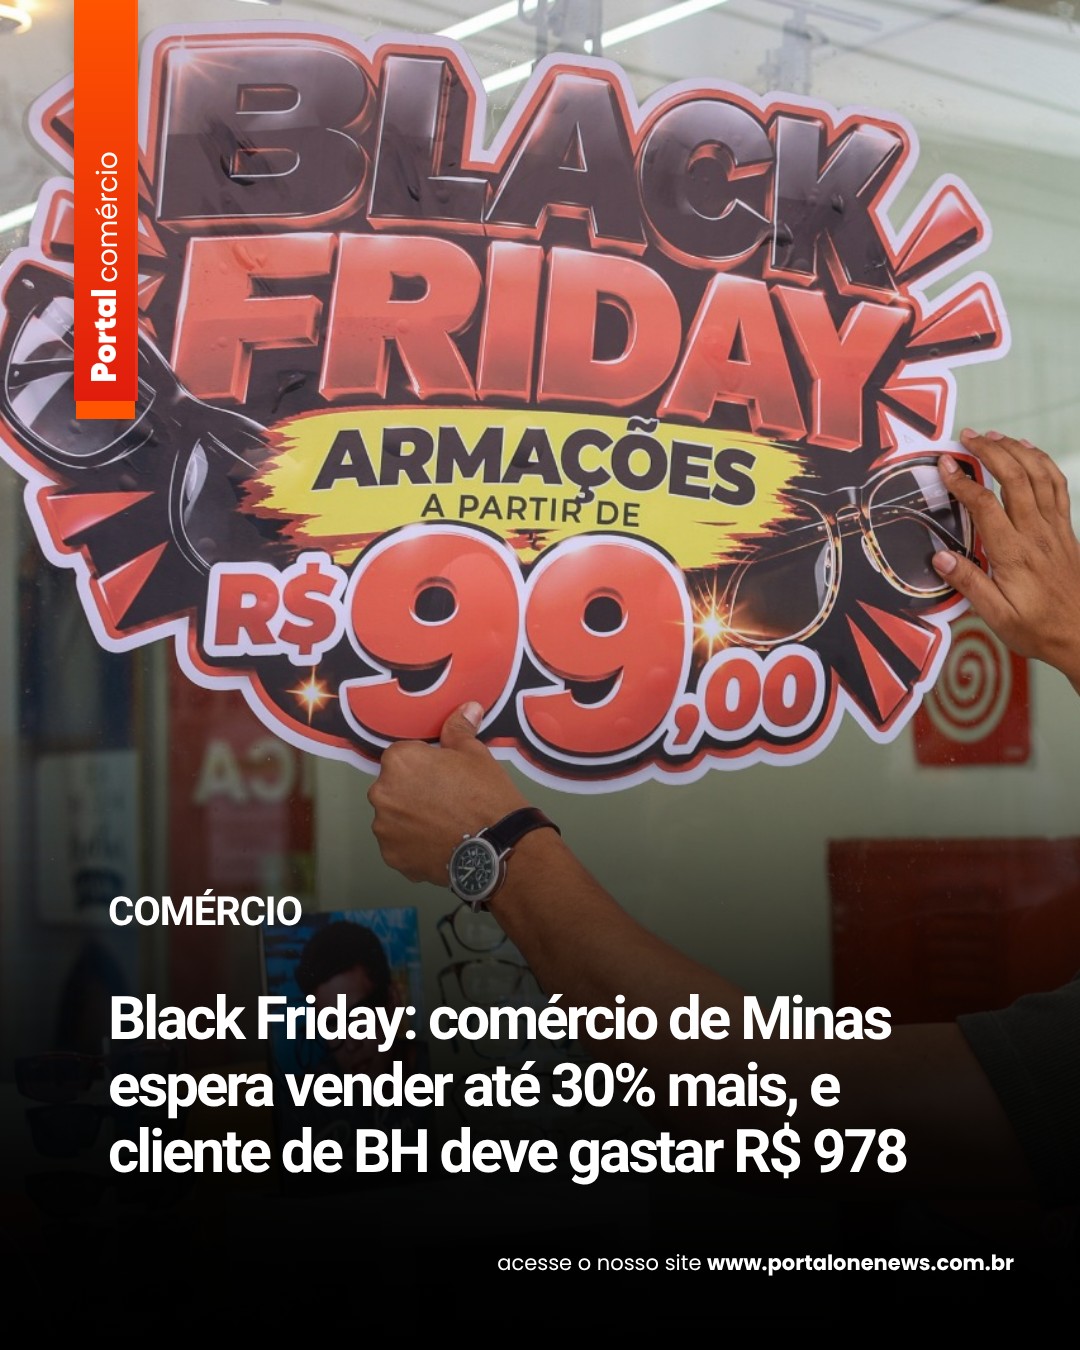 Portal comércio
BLACK
FRIDAY
ARMAÇÕES
A PARTIR DE
R$99,00
COMÉRCIO
Black Friday: comércio de Minas
espera vender até 30% mais, e
cliente de BH deve gastar R$ 978
acesse o nosso site www.portalonenews.com.br